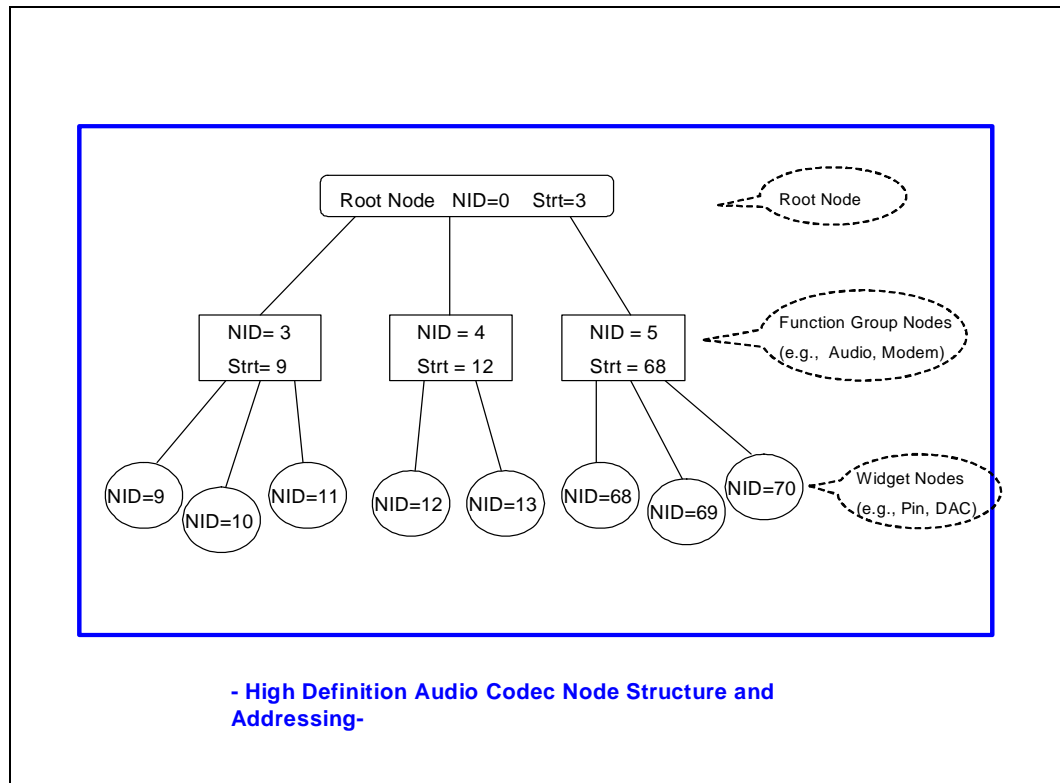 Root Node NID=0 Strt=3
Root Node
NID= 3
Strt= 9
NID = 4
Strt = 12
NID = 5
Strt = 68
Function Group Nodes
(e.g., Audio, Modem)
NID=9
NID=10
NID=11
NID=12
NID=13
NID=68
NID=69
NID=70
Widget Nodes
(e.g., Pin, DAC)
- High Definition Audio Codec Node Structure and
Addressing-